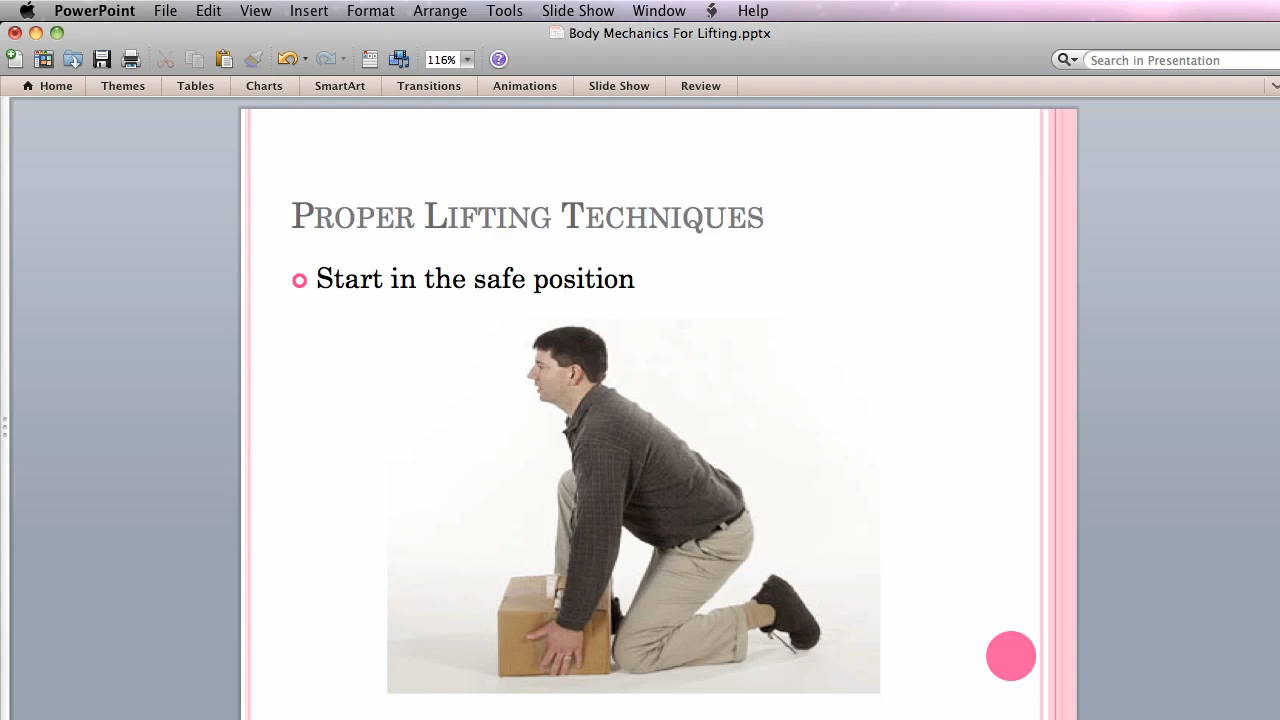 PowerPoint File Edit View Insert Format Arrange Tools Slide Show Window Help
Body Mechanics For Lifting.pptx
116% ? Search in Presentation
Home Themes Tables Charts SmartArt Transitions Animations Slide Show Review
PROPER LIFTING TECHNIQUES
Start in the safe position